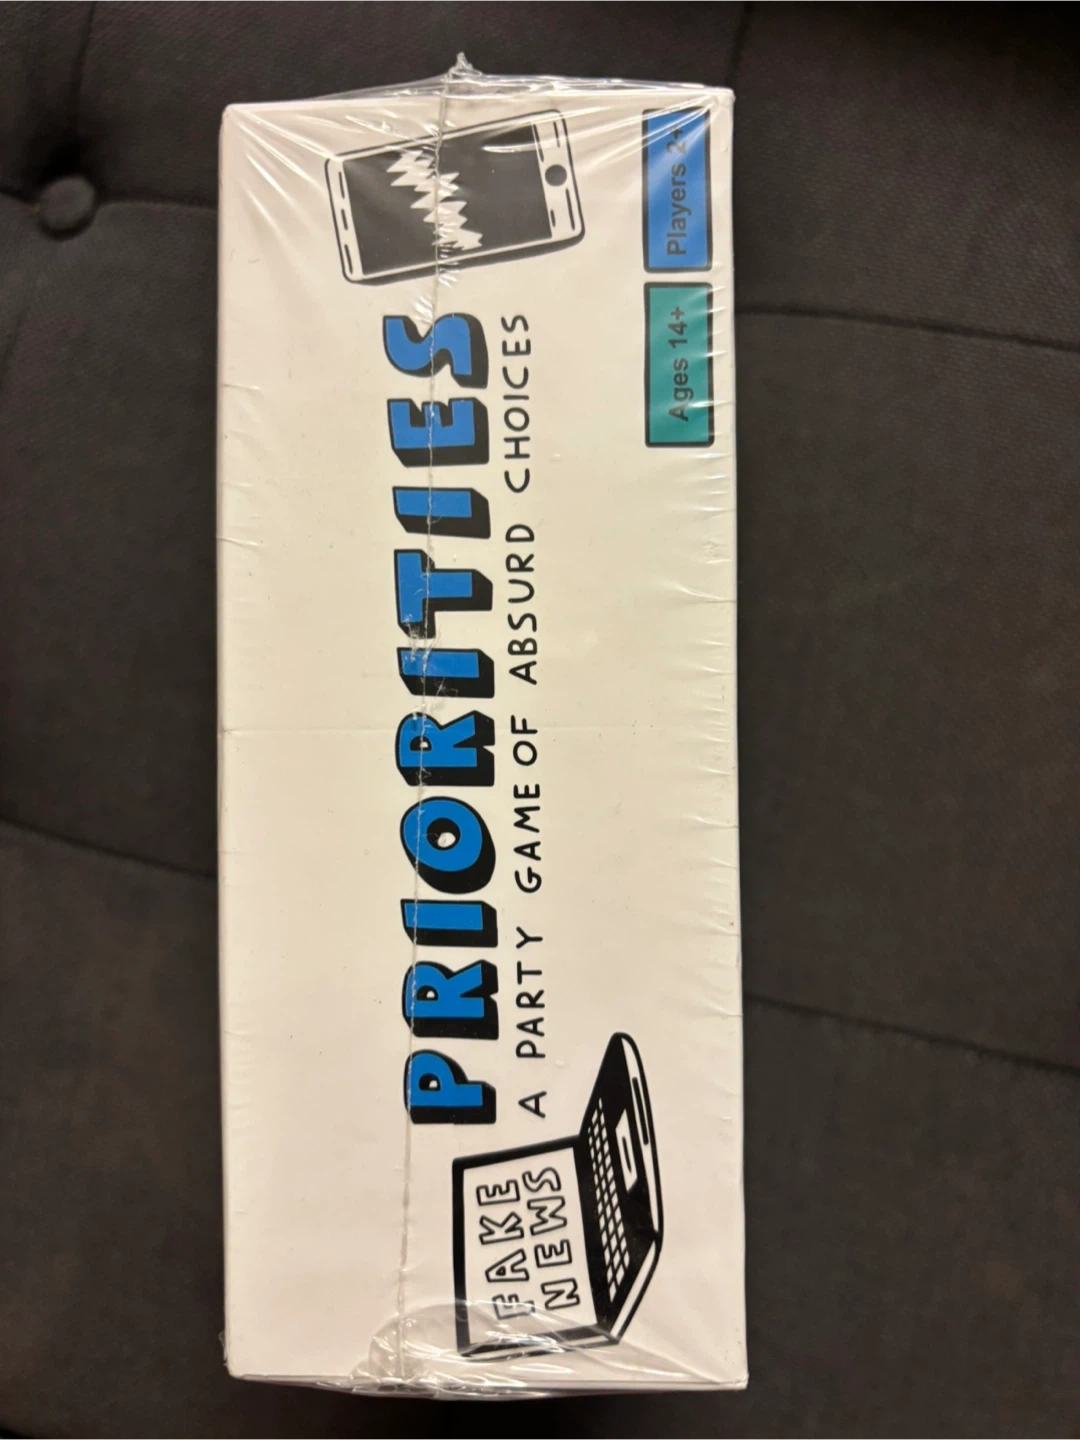 PRIORITIES
A PARTY GAME OF ABSURD CHOICES
FAKE
NEWS
Ages 14+
Players 2+